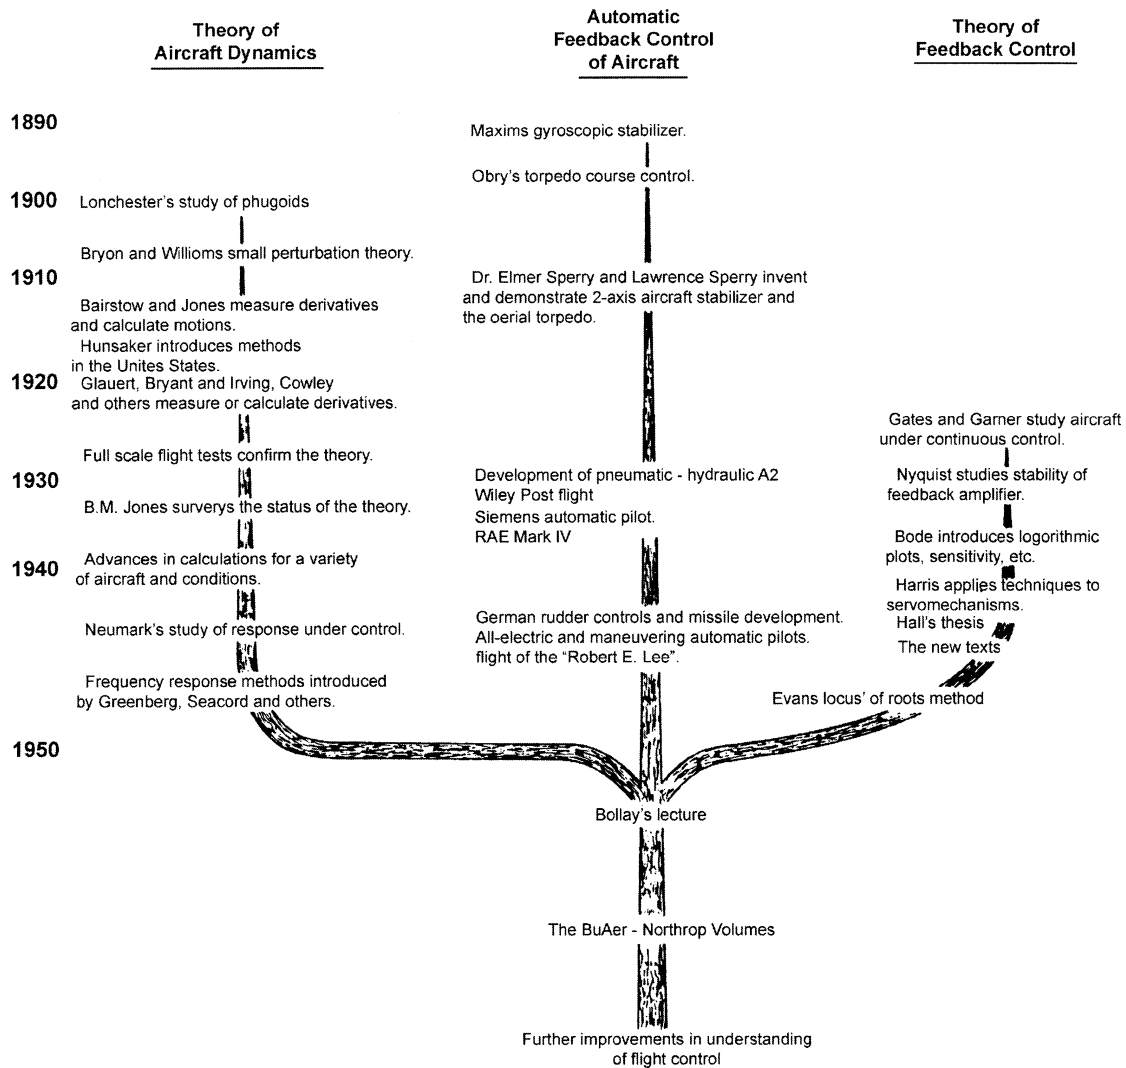 Theory of
Aircraft Dynamics
Automatic
Feedback Control
of Aircraft
Theory of
Feedback Control
1890
Maxims gyroscopic stabilizer.
Obry's torpedo course control.
1900
Lonchester's study of phugoids
Bryon and Willioms small perturbation theory.
1910
Dr. Elmer Sperry and Lawrence Sperry invent
and demonstrate 2-axis aircraft stabilizer and
the oerial torpedo.
Bairstow and Jones measure derivatives
and calculate motions.
Hunsaker introduces methods
in the Unites States.
1920
Glauert, Bryant and Irving, Cowley
and others measure or calculate derivatives.
Gates and Garner study aircraft
under continuous control.
Full scale flight tests confirm the theory.
1930
Development of pneumatic - hydraulic A2
Wiley Post flight
Siemens automatic pilot.
RAE Mark IV
Nyquist studies stability of
feedback amplifier.
B.M. Jones surverys the status of the theory.
Bode introduces logorithmic
plots, sensitivity, etc.
1940
Advances in calculations for a variety
of aircraft and conditions.
Harris applies techniques to
servomechanisms.
Hall's thesis
The new texts
German rudder controls and missile development.
All-electric and maneuvering automatic pilots.
flight of the “Robert E. Lee”.
Neumark's study of response under control.
Frequency response methods introduced
by Greenberg, Seacord and others.
Evans locus' of roots method
1950
Bollay's lecture
The BuAer - Northrop Volumes
Further improvements in understanding
of flight control